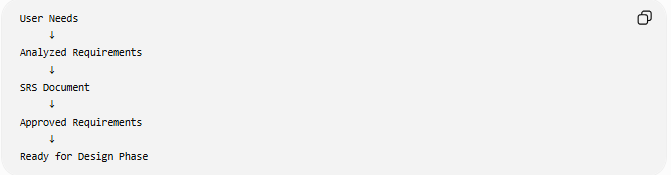 User Needs
↓
Analyzed Requirements
↓
SRS Document
↓
Approved Requirements
↓
Ready for Design Phase